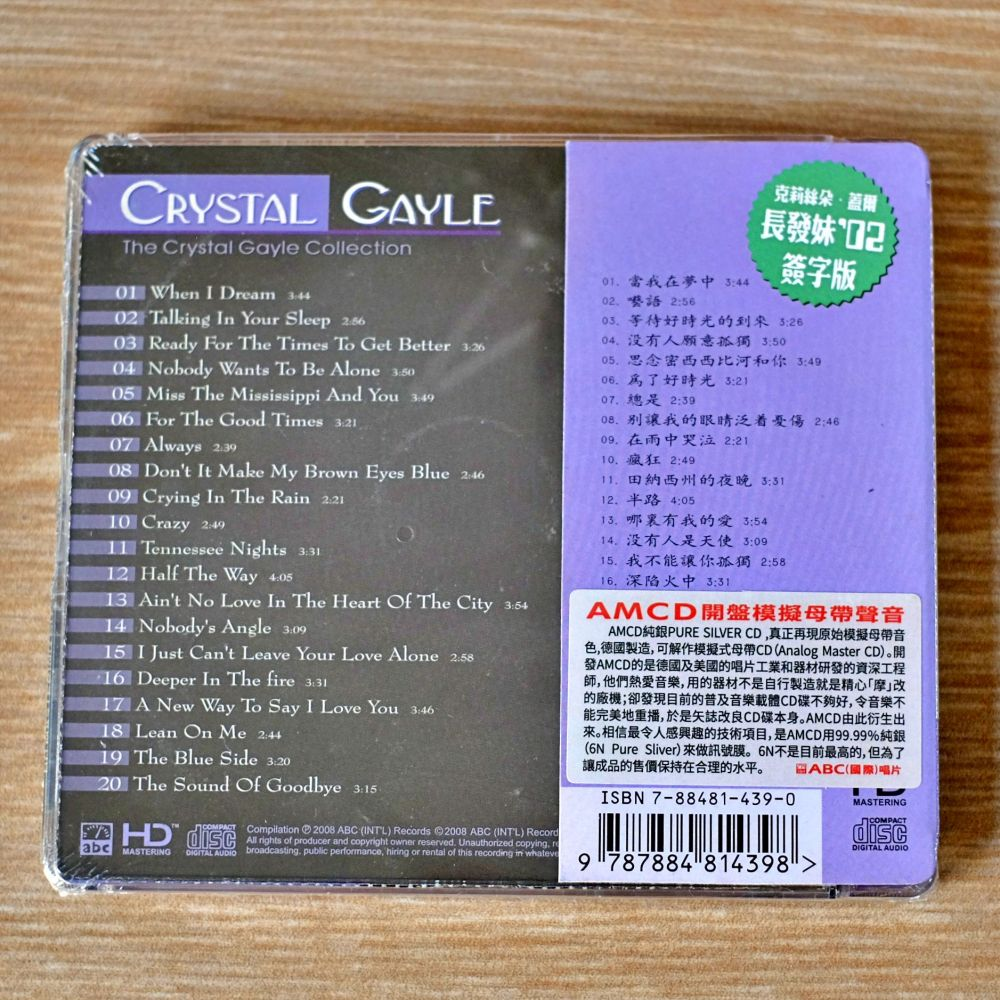 CRYSTAL GAYLE
The Crystal Gayle Collection
01 When I Dream 3:44
02 Talking In Your Sleep 2:56
03 Ready For The Times To Get Better 3:26
04 Nobody Wants To Be Alone 3:50
05 Miss The Mississippi And You 3:49
06 For The Good Times 3:21
07 Always 2:39
08 Don't It Make My Brown Eyes Blue 2:46
09 Crying In The Rain 2:21
10 Crazy 2:49
11 Tennessee Nights 3:31
12 Half The Way 4:05
13 Ain't No Love In The Heart Of The City 3:54
14 Nobody's Angle 3:09
15 I Just Can't Leave Your Love Alone 2:58
16 Deeper In The fire 3:31
17 A New Way To Say I Love You 3:46
18 Lean On Me 2:44
19 The Blue Side 3:20
20 The Sound Of Goodbye 3:15
abc
HD™
MASTERING
COMPACT
disc
DIGITAL AUDIO
Compilation ℗ 2008 ABC (INT'L) Records © 2008 ABC (INT'L) Record
All rights of producer and copyright owner reserved. Unauthorized copying, re
broadcasting, public performance, hiring or rental of this recording in whateve
克莉絲朵·蓋爾
長發妹'02
簽字版
01. 當我在夢中 3:44
02. 囈語 2:56
03. 等待好時光的到來 3:26
04. 没有人願意孤獨 3:50
05. 思念密西西比河和你 3:49
06. 爲了好時光 3:21
07. 總是 2:39
08. 别讓我的眼睛泛着憂傷 2:46
09. 在雨中哭泣 2:21
10. 瘋狂 2:49
11. 田納西州的夜晚 3:31
12. 半路 4:05
13. 哪裏有我的愛 3:54
14. 没有人是天使 3:09
15. 我不能讓你孤獨 2:58
16. 深陷火中 3:31
AMCD開盤模擬母帶聲音
AMCD純銀PURE SILVER CD ,真正再現原始模擬母帶音
色,德國製造,可解作模擬式母帶CD(Analog Master CD)。開
發AMCD的是德國及美國的唱片工業和器材研發的資深工程
師,他們熱愛音樂,用的器材不是自行製造就是精心「摩」改
的廠機;卻發現目前的普及音樂載體CD碟不夠好,令音樂不
能完美地重播,於是矢誌改良CD碟本身。AMCD由此衍生出
來。相信最令人感興趣的技術項目,是AMCD用99.99%純銀
(6N Pure Sliver)來做訊號膜。 6N不是目前最高的,但為了
讓成品的售價保持在合理的水平。
ABC(國際)唱片
HD
MASTERING
COMPACT
disc
DIGITAL AUDIO
ISBN 7-88481-439-0
9 787884 814398 >